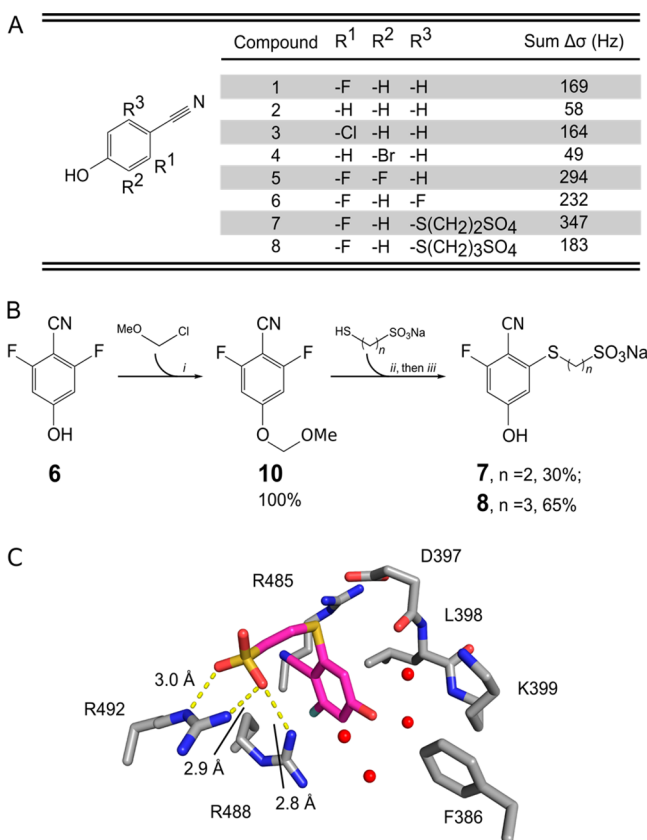 A
Compound R1 R2 R3 Sum Δσ (Hz)
1 -F -H -H 169
2 -H -H -H 58
3 -Cl -H -H 164
4 -H -Br -H 49
5 -F -F -H 294
6 -F -H -F 232
7 -F -H -S(CH2)2SO4 347
8 -F -H -S(CH2)3SO4 183
N
R3
R1
HO
R2
B
CN
F F
OH
6
MeO Cl
i
CN
F F
O OMe
10
100%
HS SO3Na
n
ii, then iii
CN
F S SO3Na
n
OH
7, n =2, 30%;
8, n =3, 65%
C
D397
R485
L398
3.0 Å
K399
R492
2.9 Å
R488
2.8 Å
F386